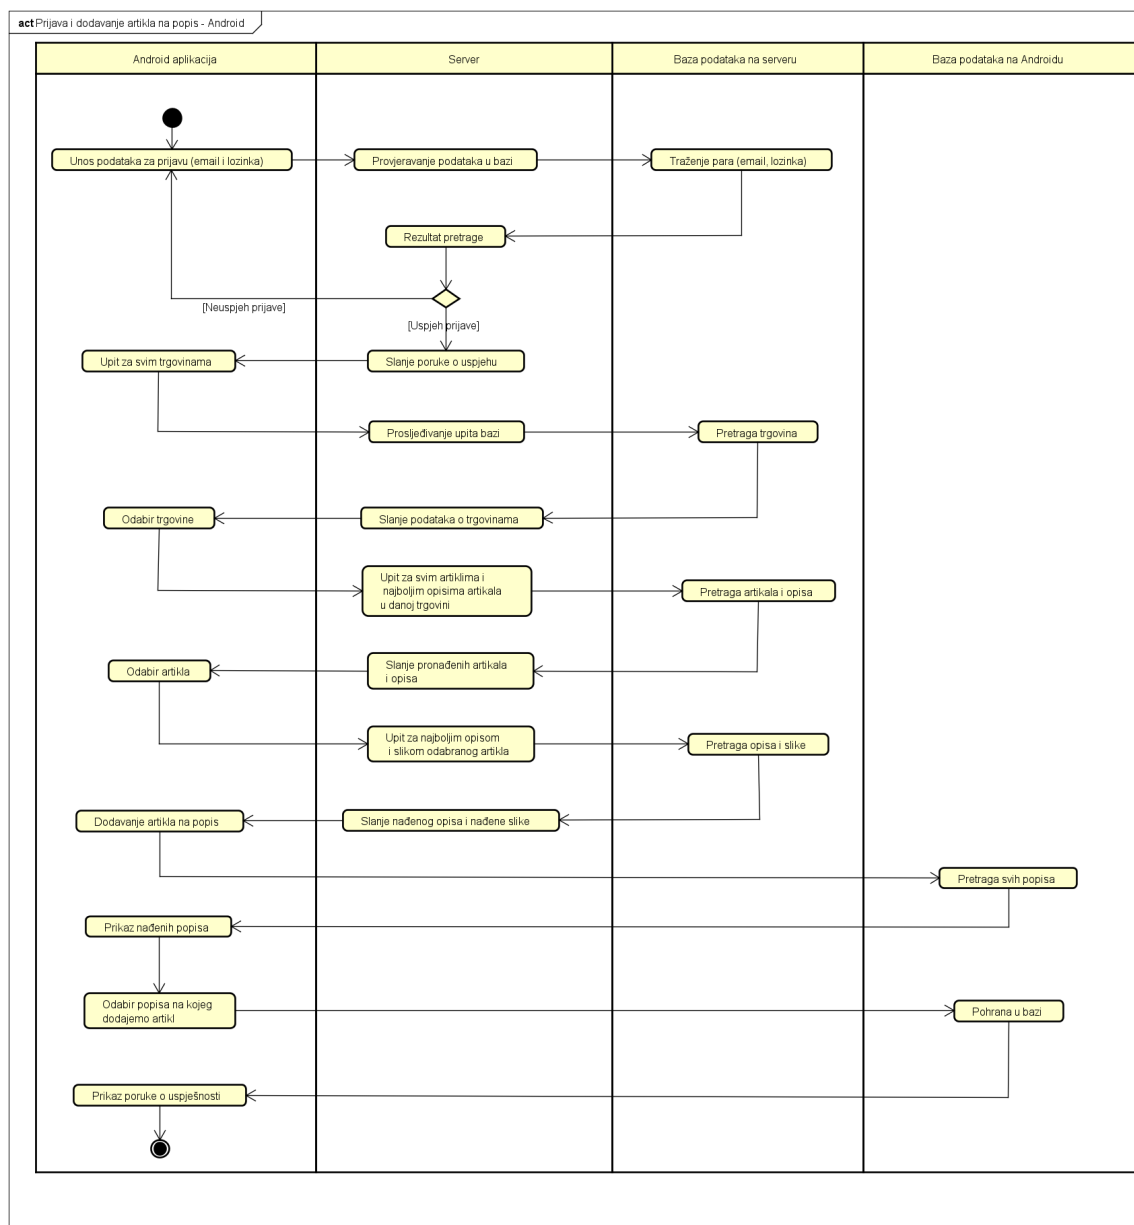 act Prijava i dodavanje artikla na popis - Android
Android aplikacija
Server
Baza podataka na serveru
Baza podataka na Androidu
Unos podataka za prijavu (email i lozinka)
Provjeravanje podataka u bazi
Traženje para (email, lozinka)
Rezultat pretrage
[Neuspjeh prijave]
[Uspjeh prijave]
Upit za svim trgovinama
Slanje poruke o uspjehu
Prosljeđivanje upita bazi
Pretraga trgovina
Odabir trgovine
Slanje podataka o trgovinama
Upit za svim artiklima i
najboljim opisima artikala
u danoj trgovini
Pretraga artikala i opisa
Odabir artikla
Slanje pronađenih artikala
i opisa
Upit za najboljim opisom
i slikom odabranog artikla
Pretraga opisa i slike
Dodavanje artikla na popis
Slanje nađenog opisa i nađene slike
Pretraga svih popisa
Prikaz nađenih popisa
Odabir popisa na kojeg
dodajemo artikl
Pohrana u bazi
Prikaz poruke o uspješnosti